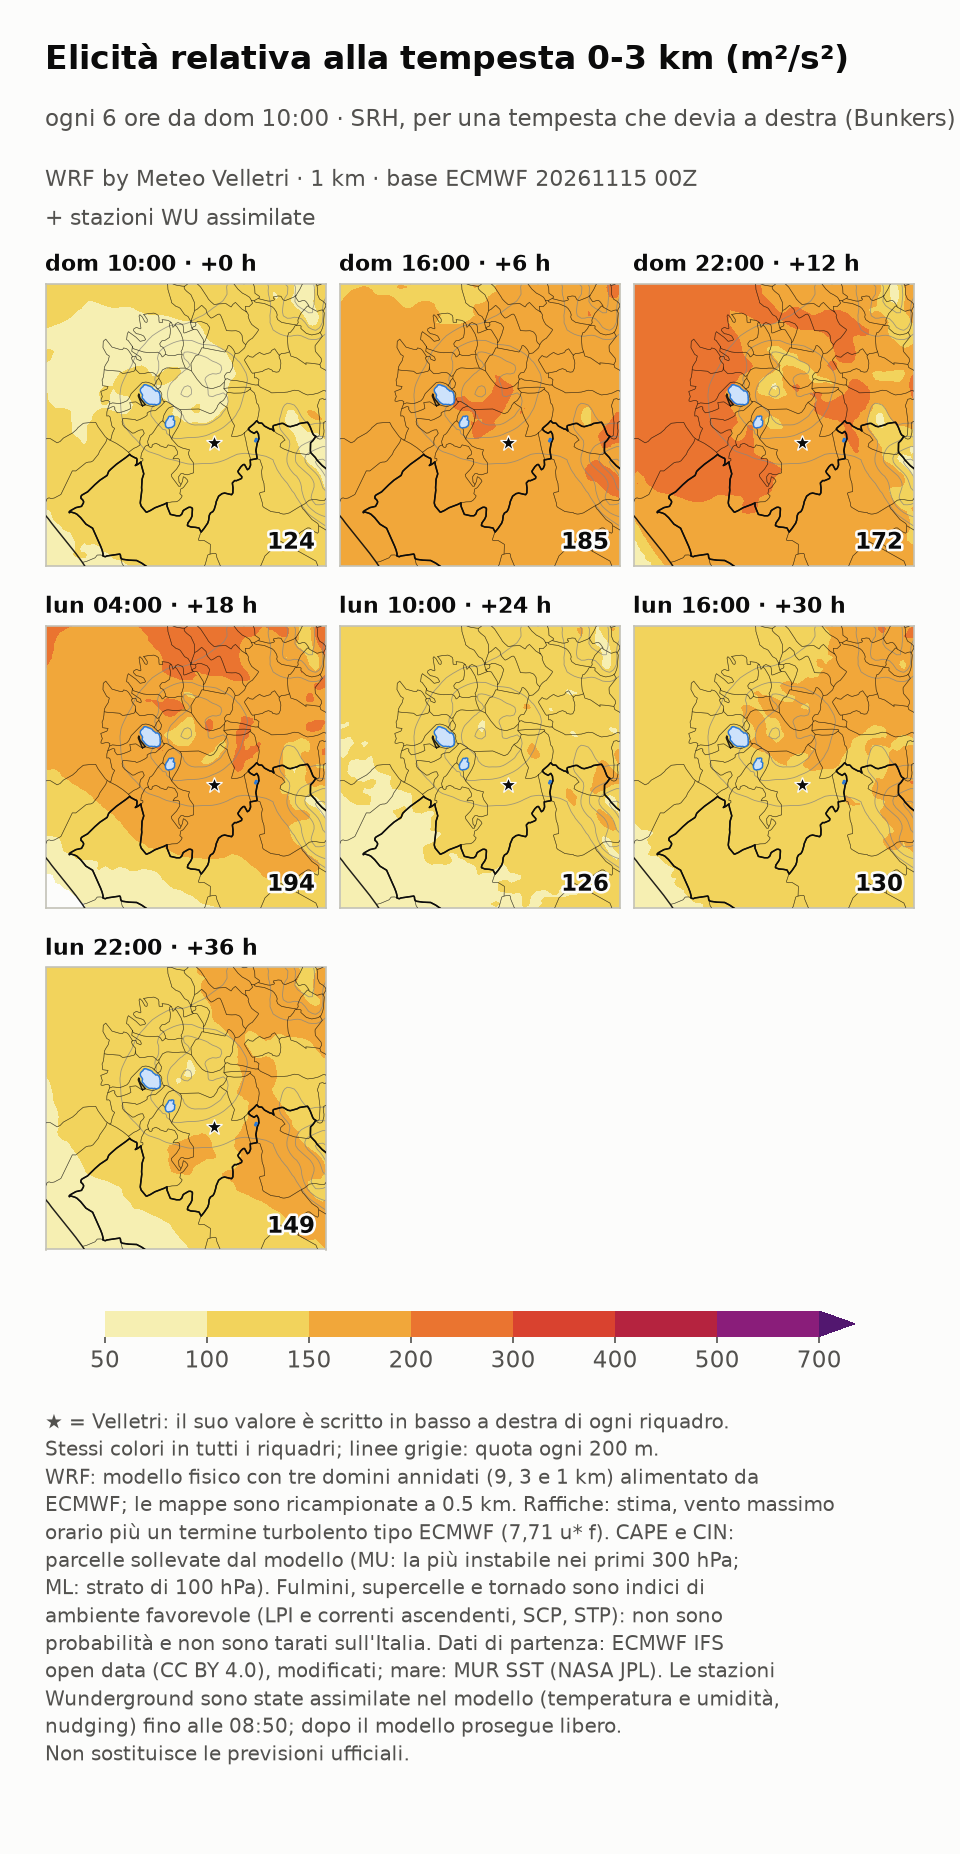 Elicità relativa alla tempesta 0-3 km (m²/s²)
ogni 6 ore da dom 10:00 · SRH, per una tempesta che devia a destra (Bunkers)
WRF by Meteo Velletri · 1 km · base ECMWF 20261115 00Z
+ stazioni WU assimilate
dom 10:00 · +0 h
dom 16:00 · +6 h
dom 22:00 · +12 h
124
185
172
lun 04:00 · +18 h
lun 10:00 · +24 h
lun 16:00 · +30 h
194
126
130
lun 22:00 · +36 h
149
50 100 150 200 300 400 500 700
★ = Velletri: il suo valore è scritto in basso a destra di ogni riquadro.
Stessi colori in tutti i riquadri; linee grigie: quota ogni 200 m.
WRF: modello fisico con tre domini annidati (9, 3 e 1 km) alimentato da
ECMWF; le mappe sono ricampionate a 0.5 km. Raffiche: stima, vento massimo
orario più un termine turbolento tipo ECMWF (7,71 u* f). CAPE e CIN:
parcelle sollevate dal modello (MU: la più instabile nei primi 300 hPa;
ML: strato di 100 hPa). Fulmini, supercelle e tornado sono indici di
ambiente favorevole (LPI e correnti ascendenti, SCP, STP): non sono
probabilità e non sono tarati sull'Italia. Dati di partenza: ECMWF IFS
open data (CC BY 4.0), modificati; mare: MUR SST (NASA JPL). Le stazioni
Wunderground sono state assimilate nel modello (temperatura e umidità,
nudging) fino alle 08:50; dopo il modello prosegue libero.
Non sostituisce le previsioni ufficiali.